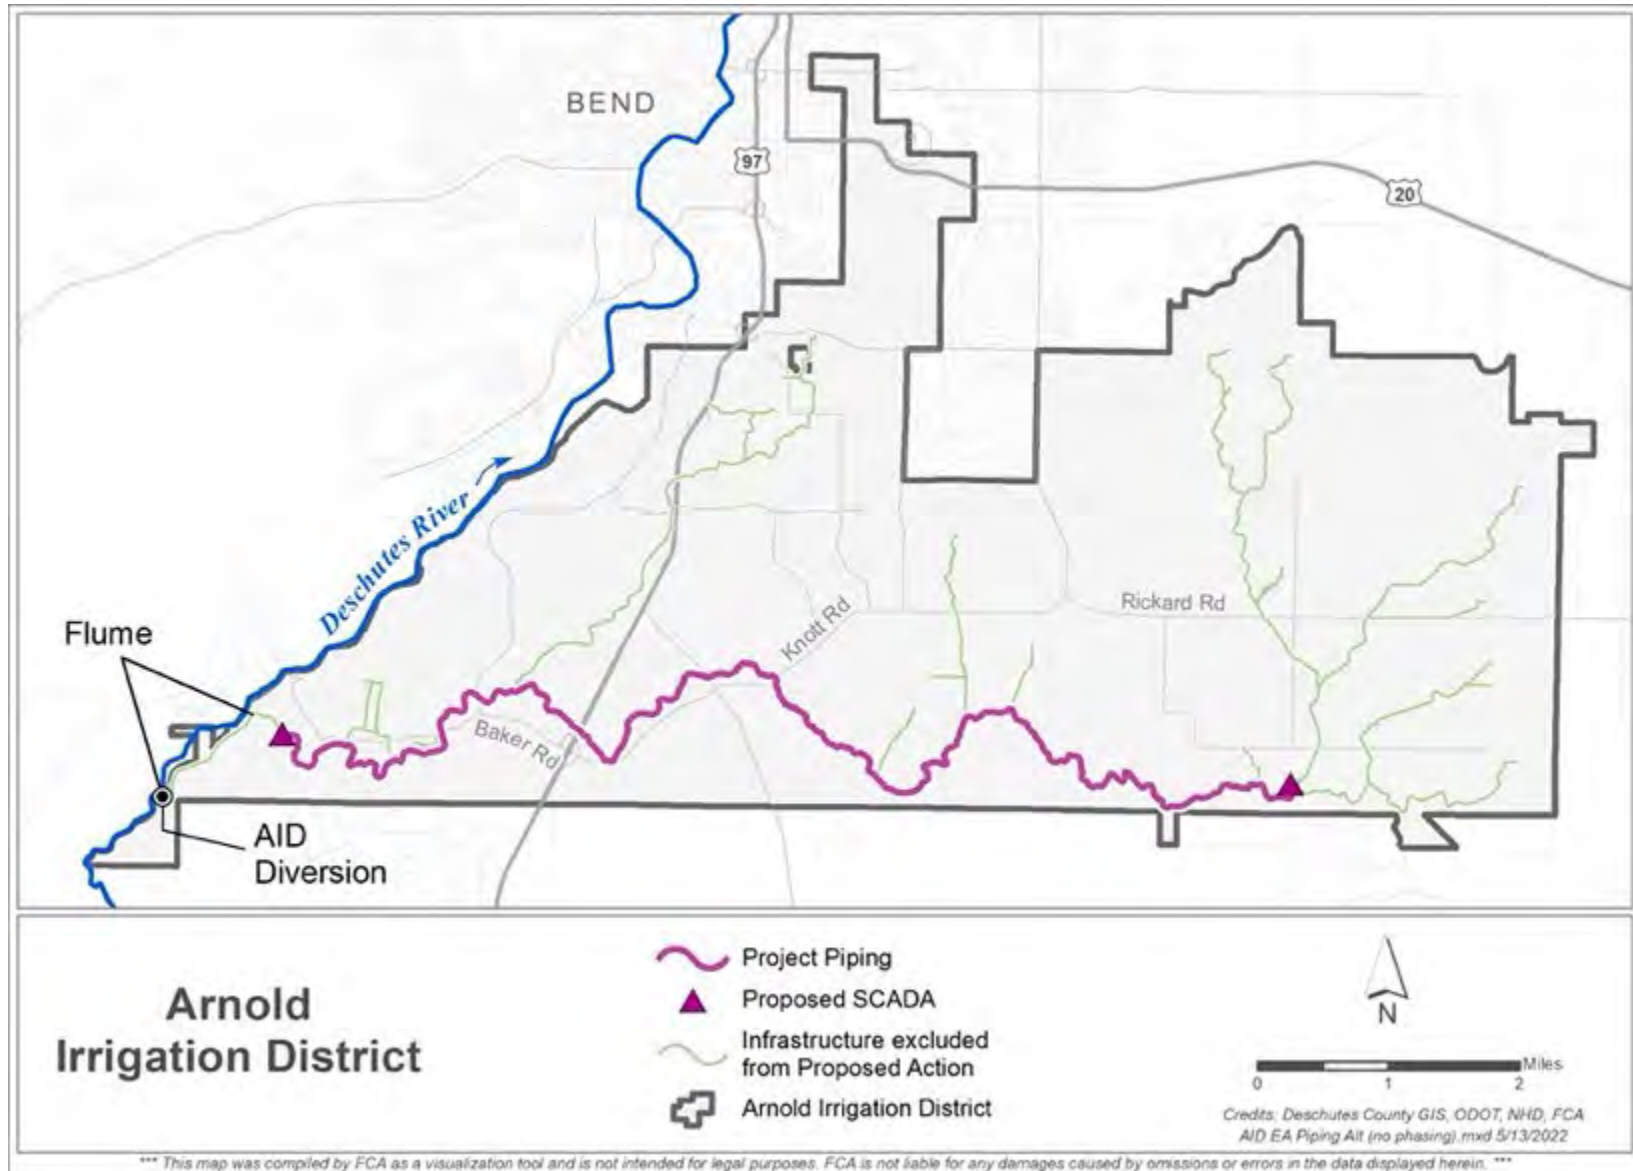 BEND
97
20
Deschutes River
Flume
Knott Rd
Rickard Rd
Baker Rd
AID
Diversion
Arnold
Irrigation District
Project Piping
Proposed SCADA
Infrastructure excluded
from Proposed Action
Arnold Irrigation District
N
Miles
0 1 2
Credits: Deschutes County GIS, ODOT, NHD, FCA
AID EA Piping Alt (no phasing).mxd 5/13/2022
*** This map was compiled by FCA as a visualization tool and is not intended for legal purposes. FCA is not liable for any damages caused by omissions or errors in the data displayed herein. ***